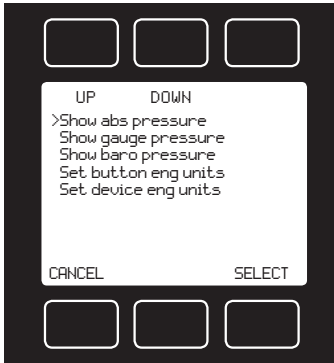 UP DOWN
>Show abs pressure
Show gauge pressure
Show baro pressure
Set button eng units
Set device eng units
CANCEL SELECT